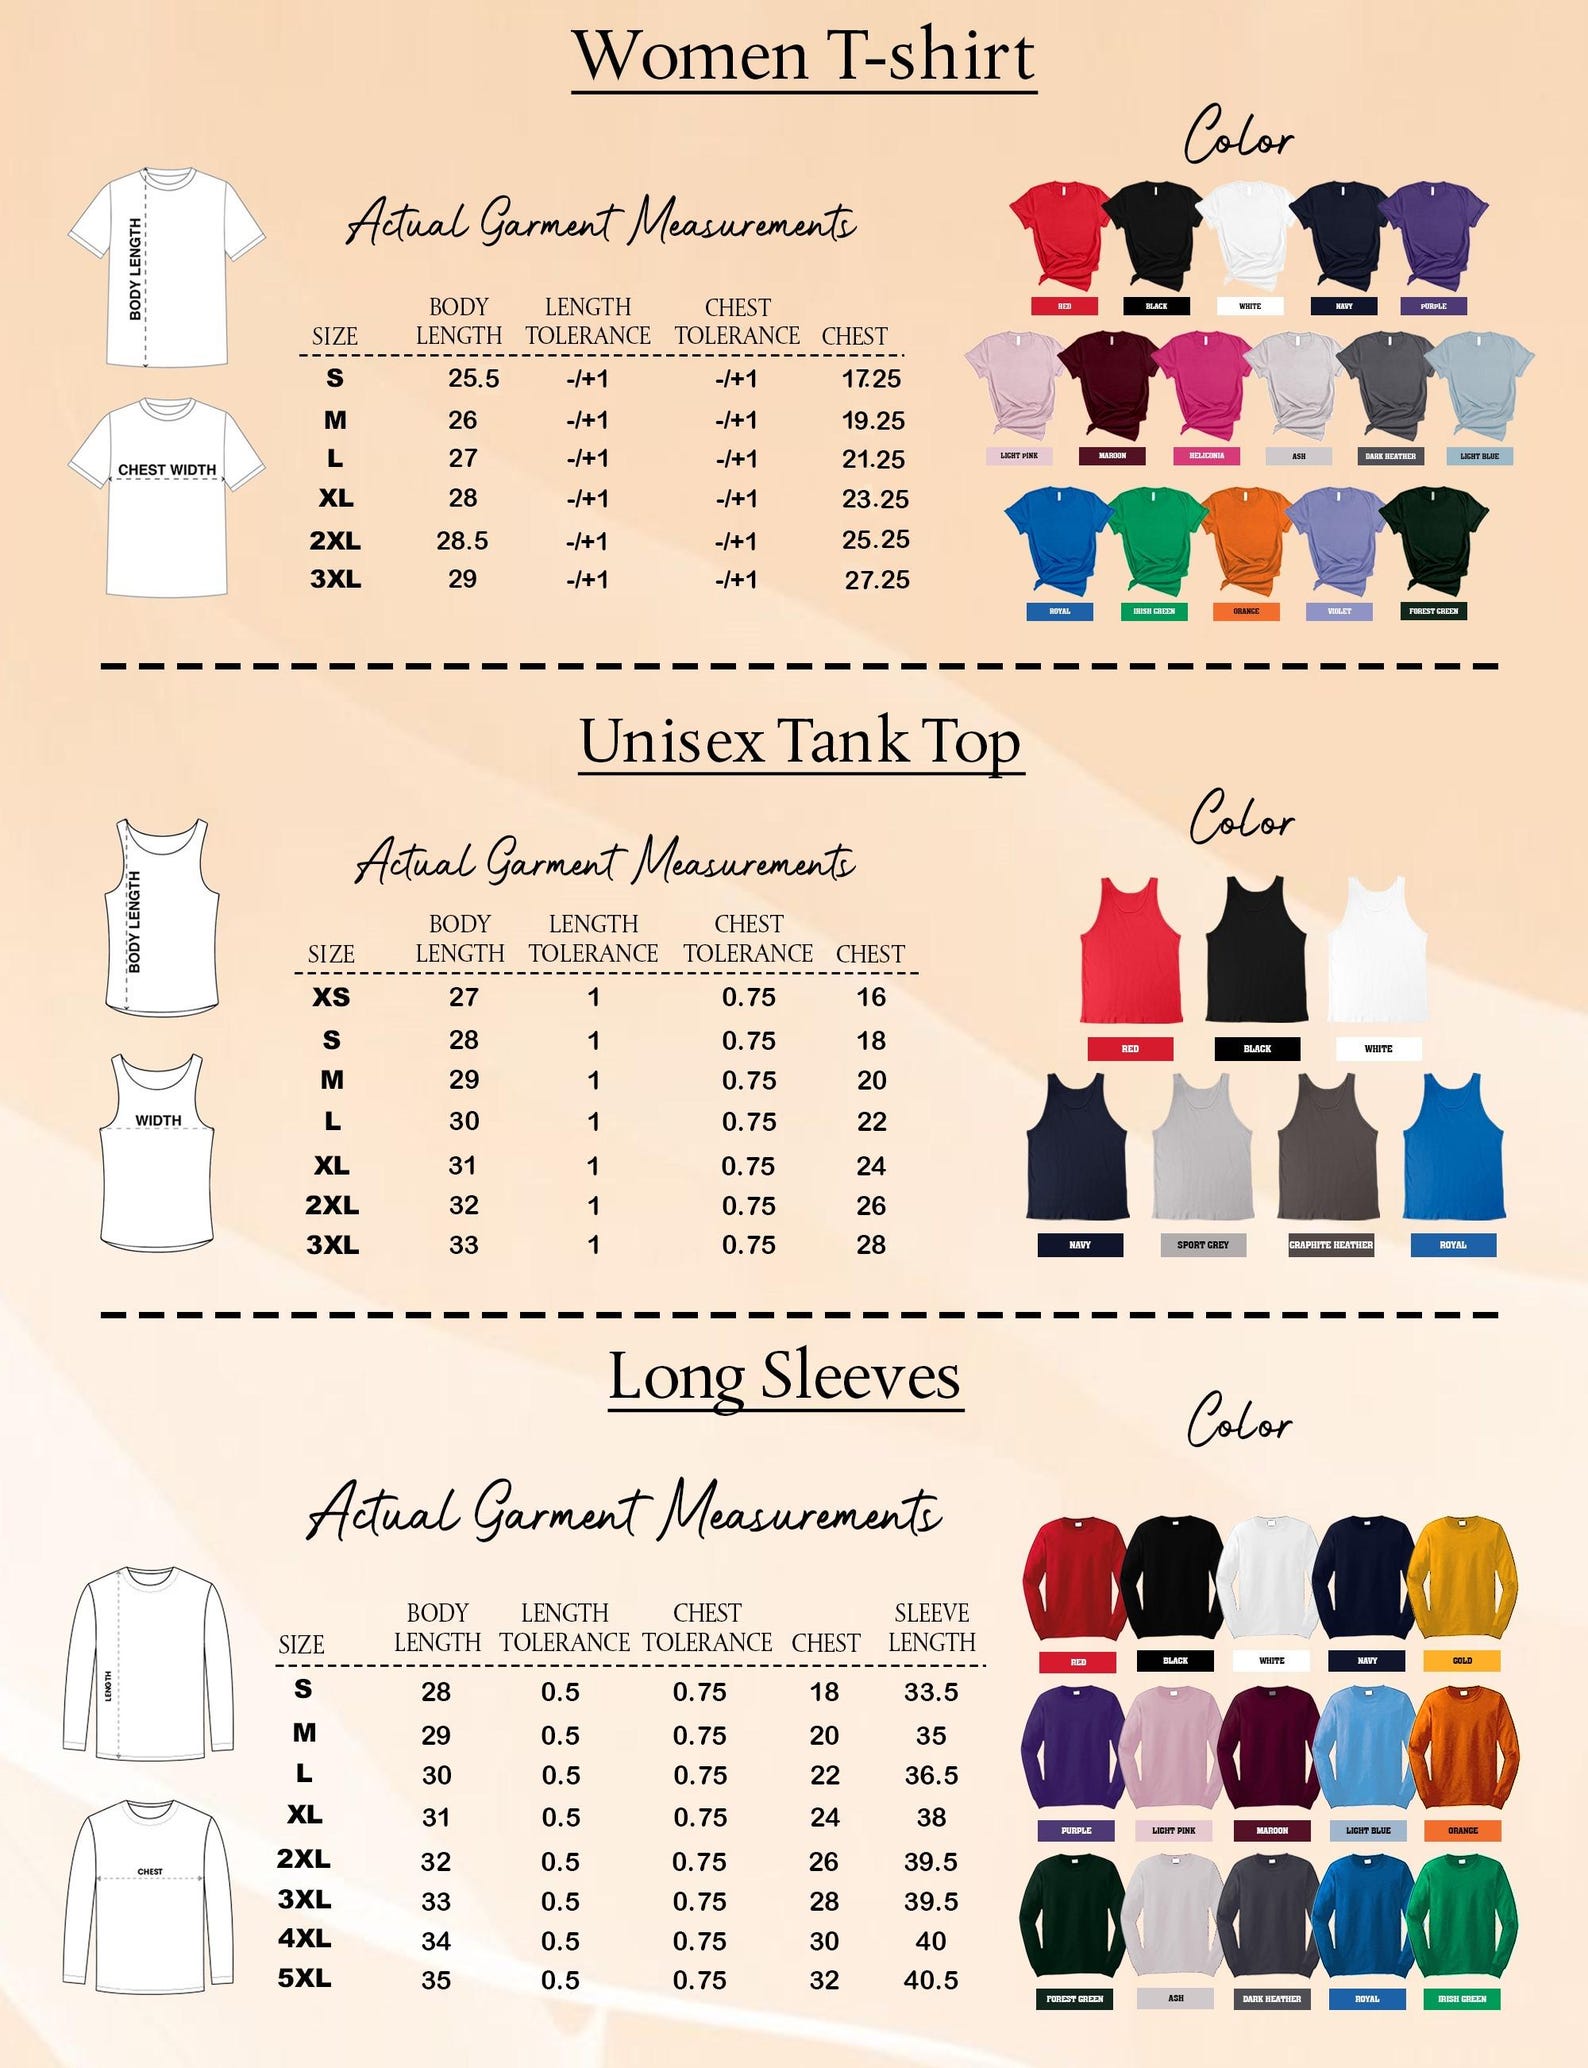 Women T-shirt
Color
Actual Garment Measurements
BODY LENGTH
SIZE BODY LENGTH LENGTH TOLERANCE CHEST TOLERANCE CHEST
S 25.5 -/+1 -/+1 17.25
M 26 -/+1 -/+1 19.25
L 27 -/+1 -/+1 21.25
XL 28 -/+1 -/+1 23.25
2XL 28.5 -/+1 -/+1 25.25
3XL 29 -/+1 -/+1 27.25
CHEST WIDTH
RED BLACK WHITE NAVY PURPLE
LIGHT PINK MAROON HELICONIA ASH DARK HEATHER LIGHT BLUE
ROYAL IRISH GREEN ORANGE VIOLET FOREST GREEN
Unisex Tank Top
Color
Actual Garment Measurements
BODY LENGTH
SIZE BODY LENGTH LENGTH TOLERANCE CHEST TOLERANCE CHEST
XS 27 1 0.75 16
S 28 1 0.75 18
M 29 1 0.75 20
L 30 1 0.75 22
XL 31 1 0.75 24
2XL 32 1 0.75 26
3XL 33 1 0.75 28
WIDTH
RED BLACK WHITE
NAVY SPORT GREY GRAPHITE HEATHER ROYAL
Long Sleeves
Color
Actual Garment Measurements
LENGTH
SIZE BODY LENGTH LENGTH TOLERANCE CHEST TOLERANCE CHEST SLEEVE LENGTH
S 28 0.5 0.75 18 33.5
M 29 0.5 0.75 20 35
L 30 0.5 0.75 22 36.5
XL 31 0.5 0.75 24 38
2XL 32 0.5 0.75 26 39.5
3XL 33 0.5 0.75 28 39.5
4XL 34 0.5 0.75 30 40
5XL 35 0.5 0.75 32 40.5
CHEST
RED BLACK WHITE NAVY GOLD
PURPLE LIGHT PINK MAROON LIGHT BLUE ORANGE
FOREST GREEN ASH DARK HEATHER ROYAL IRISH GREEN